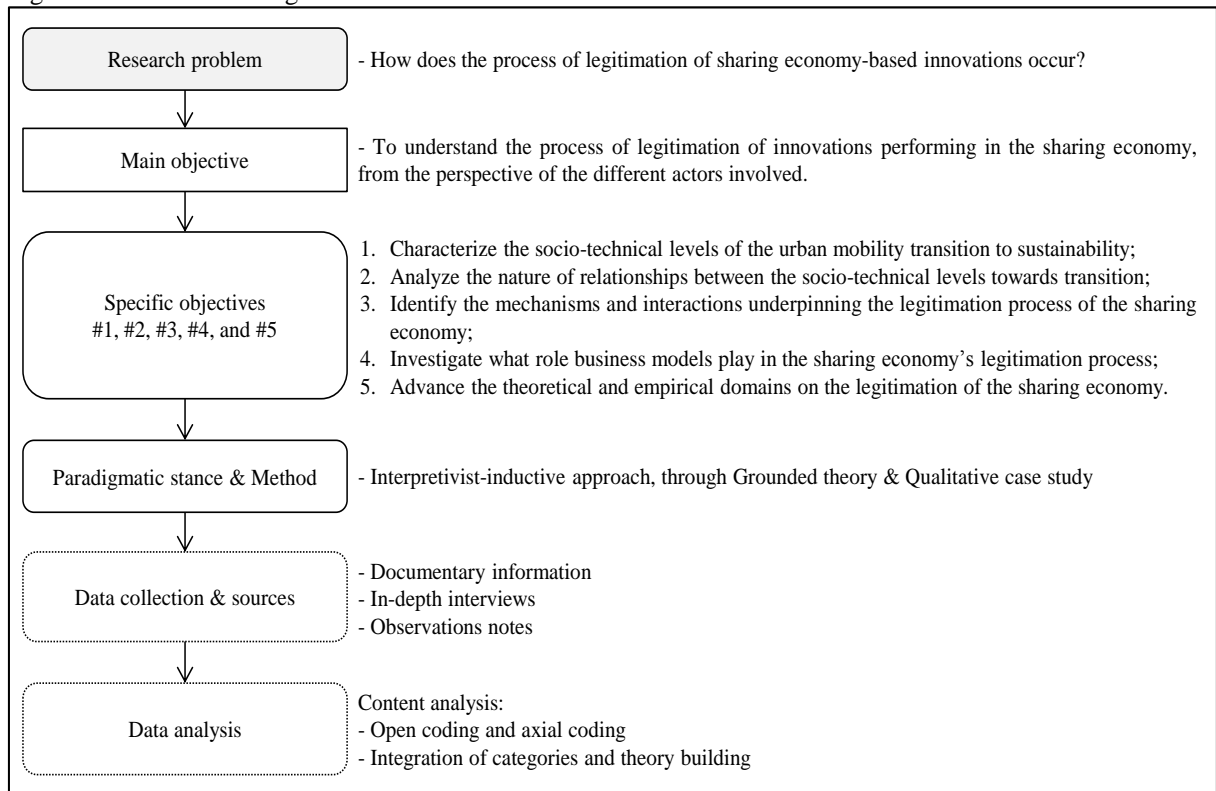 Research problem
- How does the process of legitimation of sharing economy-based innovations occur?
Main objective
- To understand the process of legitimation of innovations performing in the sharing economy,
from the perspective of the different actors involved.
Specific objectives
#1, #2, #3, #4, and #5
1. Characterize the socio-technical levels of the urban mobility transition to sustainability;
2. Analyze the nature of relationships between the socio-technical levels towards transition;
3. Identify the mechanisms and interactions underpinning the legitimation process of the sharing
economy;
4. Investigate what role business models play in the sharing economy's legitimation process;
5. Advance the theoretical and empirical domains on the legitimation of the sharing economy.
Paradigmatic stance & Method
- Interpretivist-inductive approach, through Grounded theory & Qualitative case study
Data collection & sources
- Documentary information
- In-depth interviews
- Observations notes
Data analysis
Content analysis:
- Open coding and axial coding
- Integration of categories and theory building